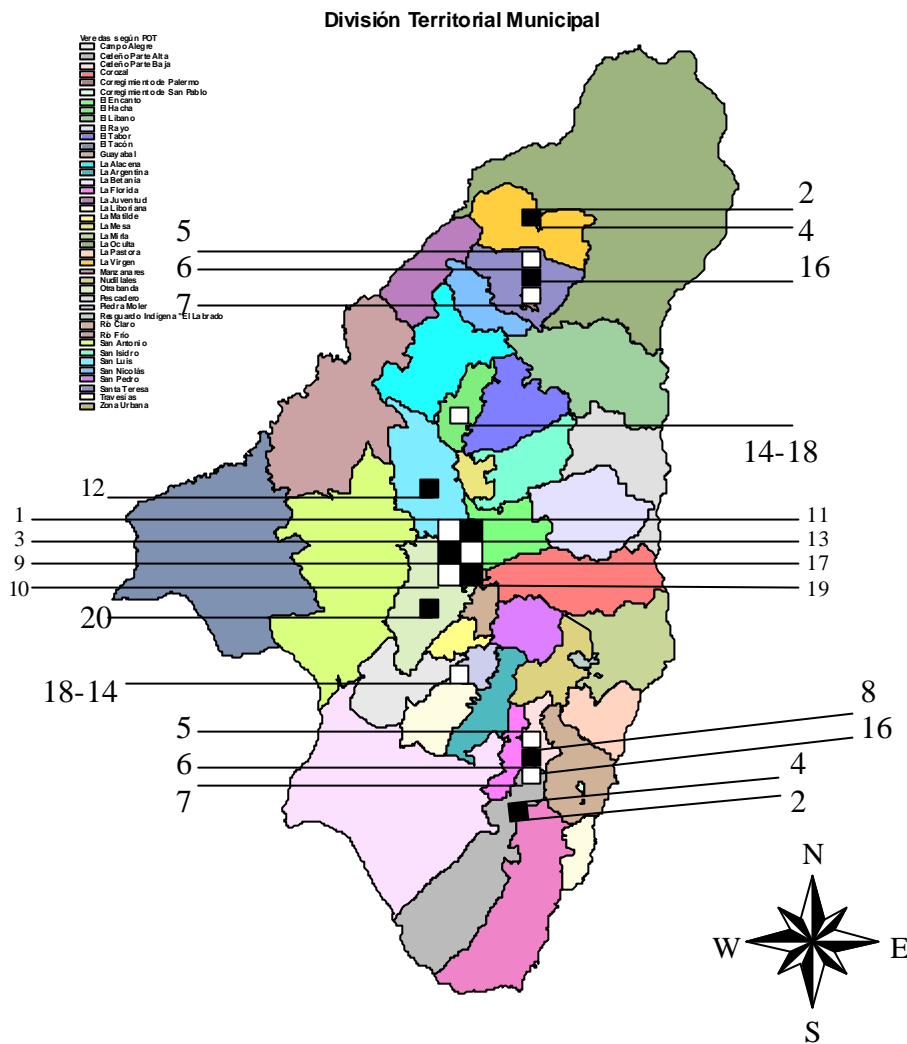 División Territorial Municipal
Veredas según POT
Campo Alegre
Cedeño Parte Alta
Cedeño Parte Baja
Corozal
Corregimiento de Palermo
Corregimiento de San Pablo
El Encanto
El Hacha
El Líbano
El Rayo
El Tabor
El Tacón
Guayabal
La Alacena
La Argentina
La Betania
La Florida
La Juventud
La Liboriana
La Matilde
La Mesa
La Mirla
La Oculta
La Pastora
La Virgen
Manzanares
Nudillales
Otrabanda
Pescadero
Piedra Moler
Resguardo Indígena "El Labrado
Río Claro
Río Frío
San Antonio
San Isidro
San Luis
San Nicolás
San Pedro
Santa Teresa
Travesías
Zona Urbana
2
5
4
6
16
7
14-18
12
1
11
3
13
9
17
10
19
20
18-14
8
5
16
6
4
7
2
N
W
E
S